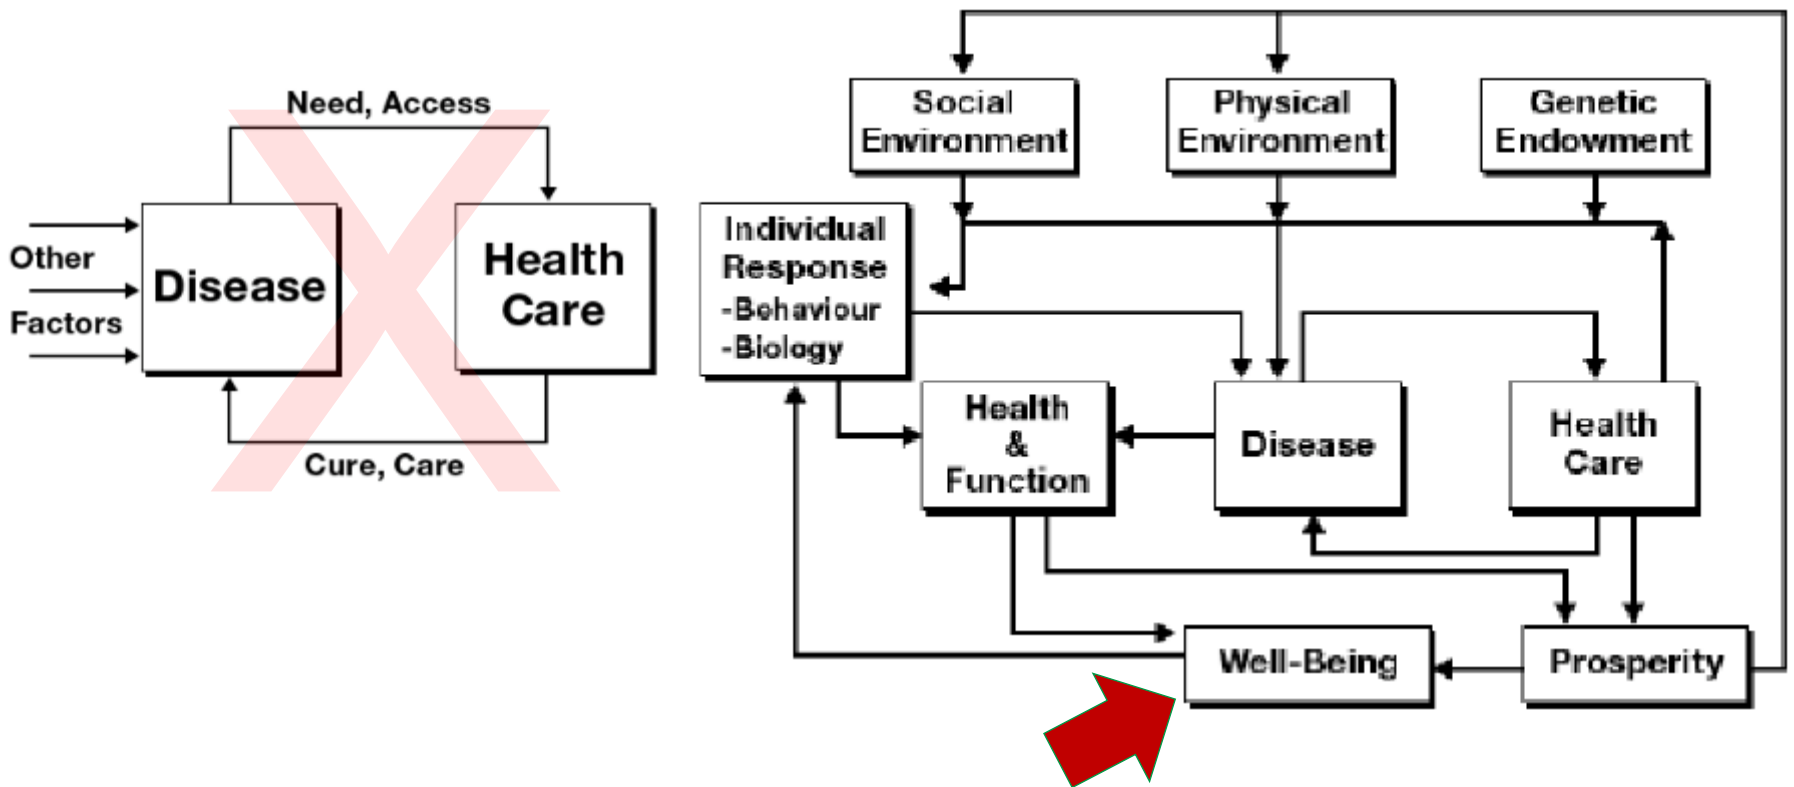 Need, Access
Other
Factors
Disease
Health
Care
Cure, Care
Social
Environment
Physical
Environment
Genetic
Endowment
Individual
Response
-Behaviour
-Biology
Health
&
Function
Disease
Health
Care
Well-Being
Prosperity